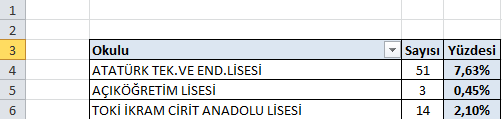 1
2
3 Okulu Sayısı Yüzdesi
4 ATATÜRK TEK.VE END.LİSESİ 51 7,63%
5 AÇIKÖĞRETİM LİSESİ 3 0,45%
6 TOKİ İKRAM CİRİT ANADOLU LİSESİ 14 2,10%